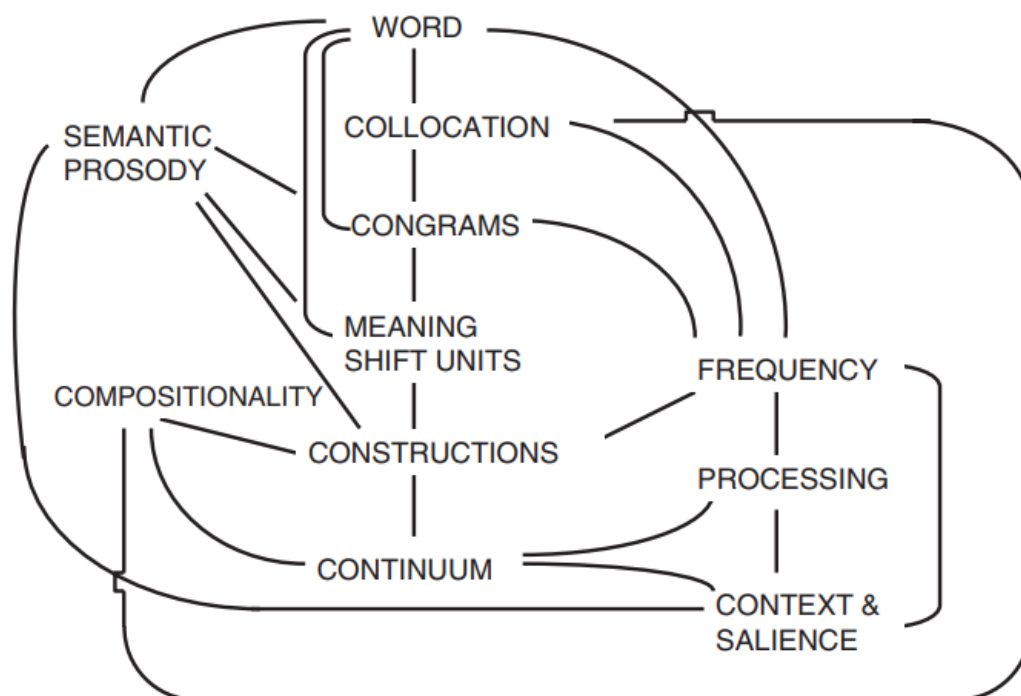 WORD
SEMANTIC
PROSODY
COLLOCATION
CONGRAMS
MEANING
SHIFT UNITS
FREQUENCY
COMPOSITIONALITY
CONSTRUCTIONS
PROCESSING
CONTINUUM
CONTEXT &
SALIENCE